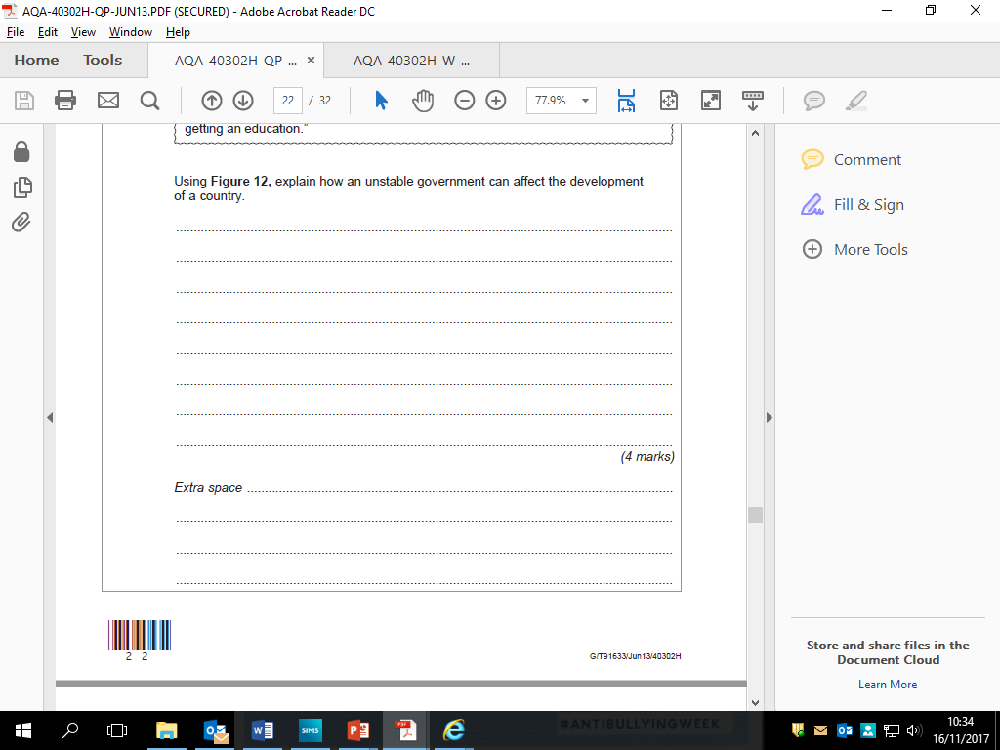 AQA-40302H-QP-JUN13.PDF (SECURED) - Adobe Acrobat Reader DC
File Edit View Window Help
Home Tools AQA-40302H-QP-... × AQA-40302H-W-...
22 / 32 77.9%
getting an education."
Using Figure 12, explain how an unstable government can affect the development
of a country.
(4 marks)
Extra space
2 2
G/T91633/Jun13/40302H
Comment
Fill & Sign
More Tools
Store and share files in the
Document Cloud
Learn More
#ANTIBULLYINGWEEK
SIMS
10:34
16/11/2017